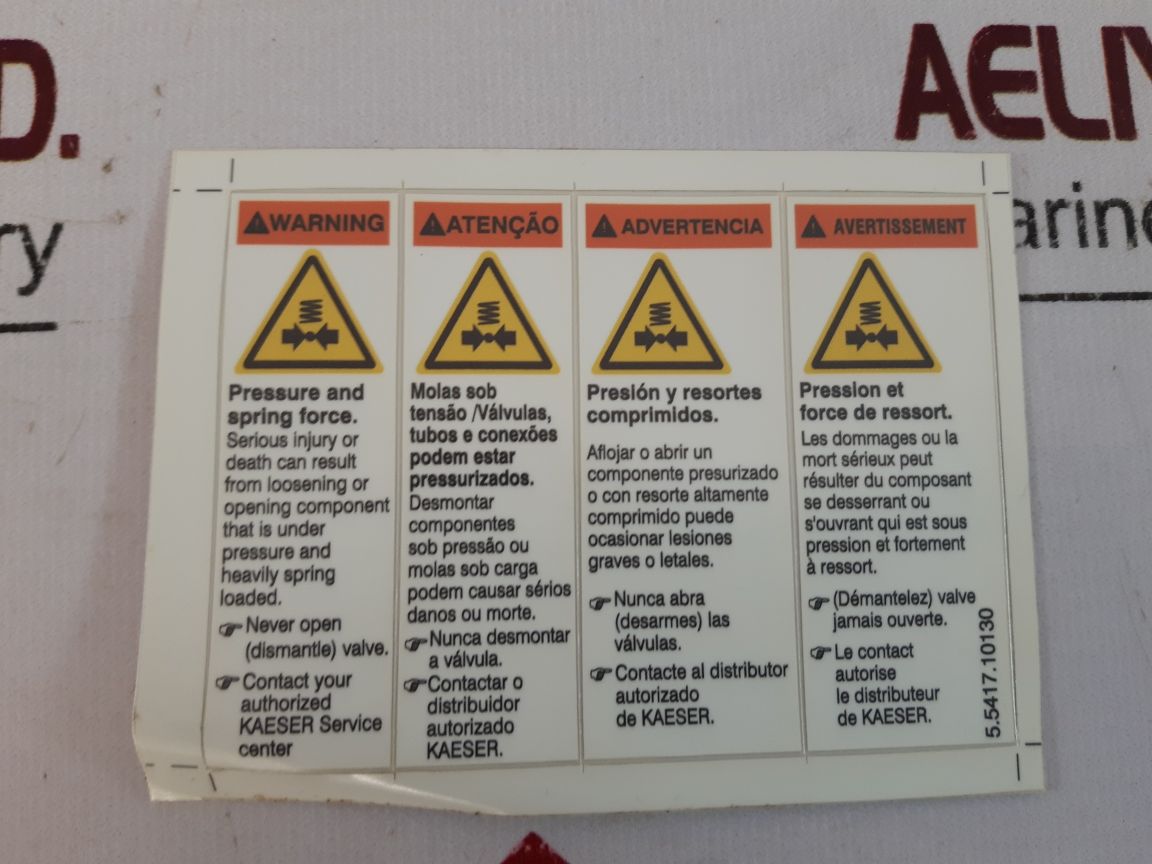 D.
AELIY
ry
arine
WARNING
Pressure and
spring force.
Serious injury or
death can result
from loosening or
opening component
that is under
pressure and
heavily spring
loaded.
Never open
(dismantle) valve.
Contact your
authorized
KAESER Service
center
ATENÇÃO
Molas sob
tensão /Válvulas,
tubos e conexões
podem estar
pressurizados.
Desmontar
componentes
sob pressão ou
molas sob carga
podem causar sérios
danos ou morte.
Nunca desmontar
a válvula.
Contactar o
distribuidor
autorizado
KAESER.
ADVERTENCIA
Presión y resortes
comprimidos.
Aflojar o abrir un
componente presurizado
o con resorte altamente
comprimido puede
ocasionar lesiones
graves o letales.
Nunca abra
(desarmes) las
válvulas.
Contacte al distributor
autorizado
de KAESER.
AVERTISSEMENT
Pression et
force de ressort.
Les dommages ou la
mort sérieux peut
résulter du composant
se desserrant ou
s'ouvrant qui est sous
pression et fortement
à ressort.
(Démantelez) valve
jamais ouverte.
Le contact
autorise
le distributeur
de KAESER.
5.5417.10130